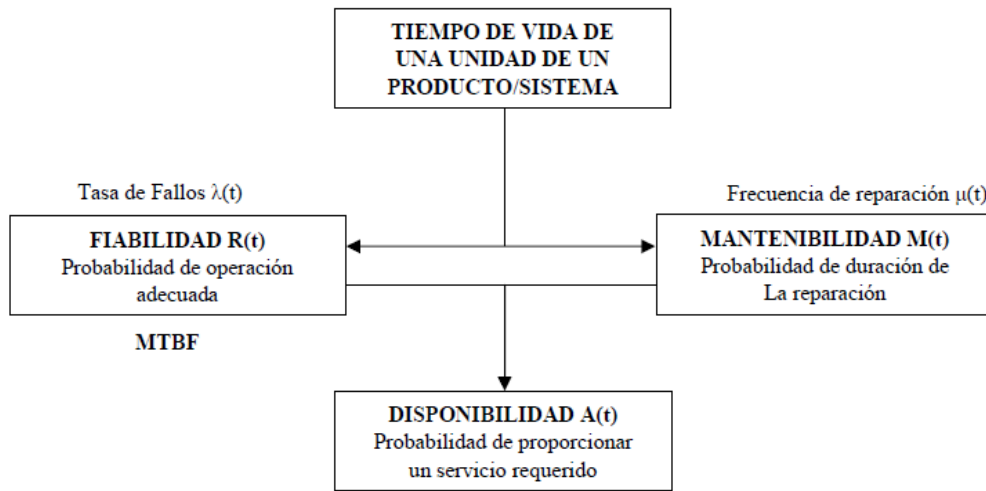 TIEMPO DE VIDA DE
UNA UNIDAD DE UN
PRODUCTO/SISTEMA
Tasa de Fallos λ(t)
FIABILIDAD R(t)
Probabilidad de operación
adecuada
MTBF
Frecuencia de reparación μ(t)
MANTENIBILIDAD M(t)
Probabilidad de duración de
La reparación
DISPONIBILIDAD A(t)
Probabilidad de proporcionar
un servicio requerido